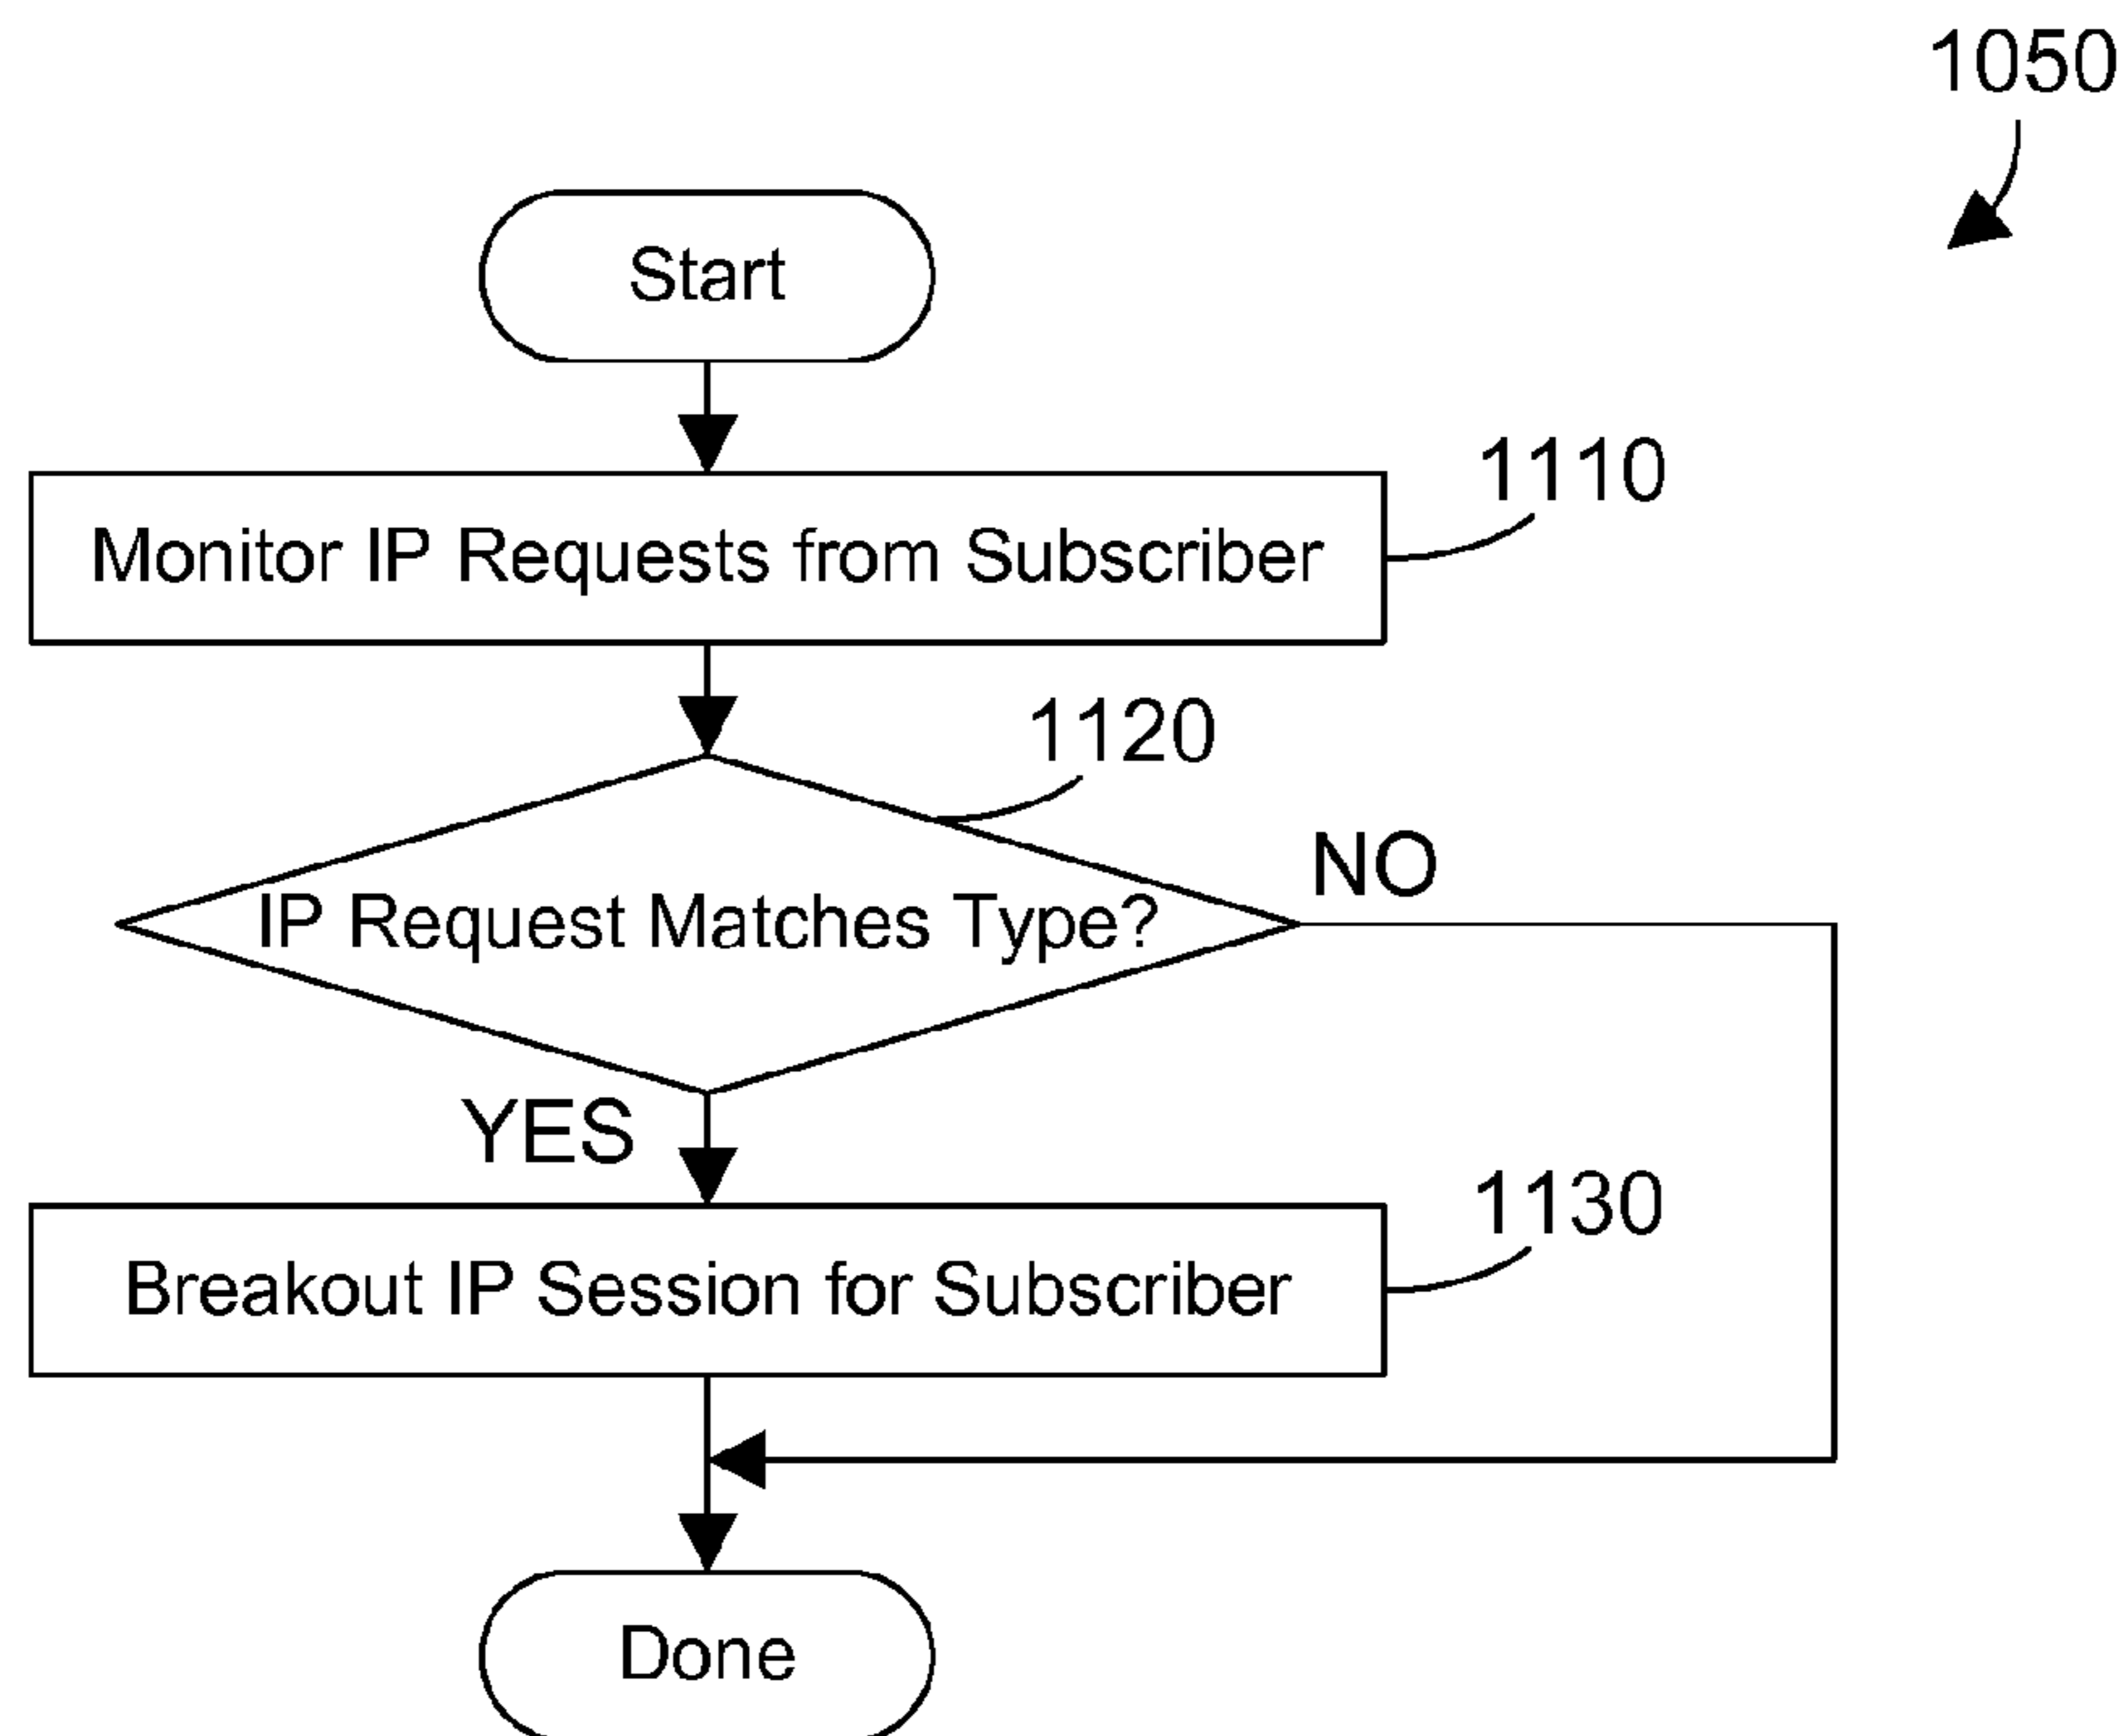 1050
Start
Monitor IP Requests from Subscriber
1110
1120
IP Request Matches Type?
NO
YES
Breakout IP Session for Subscriber
1130
Done